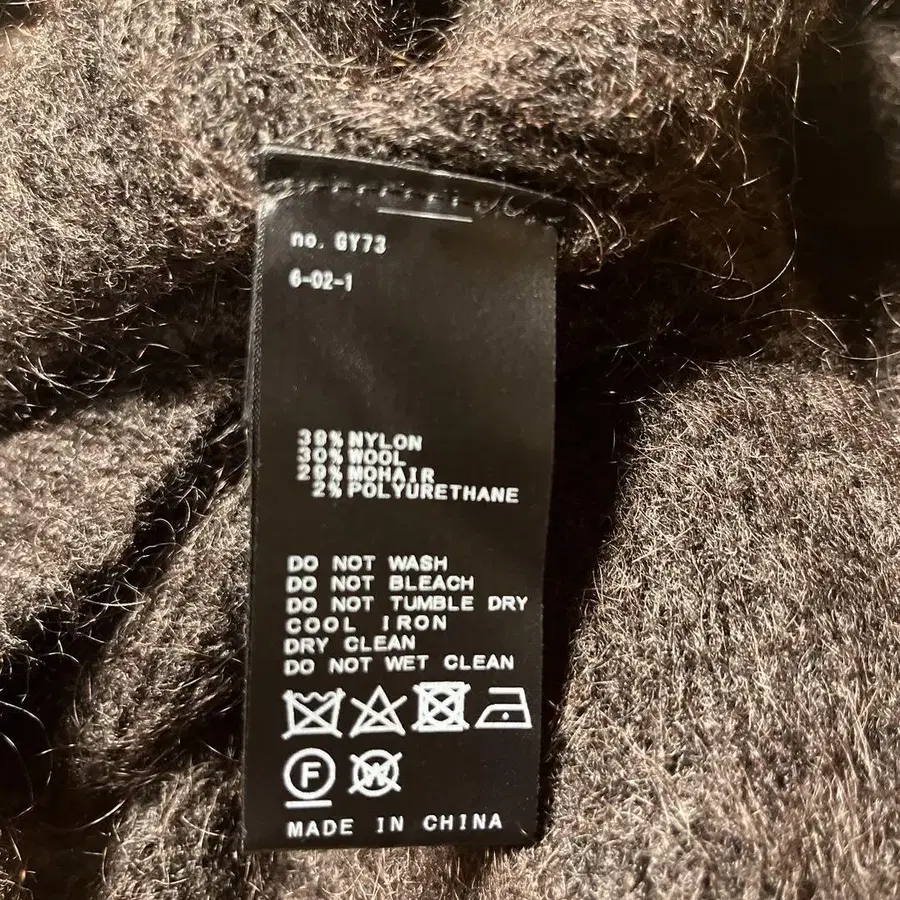 no. GY73
6-02-1
39% NYLON
30% WOOL
29% MOHAIR
2% POLYURETHANE
DO NOT WASH
DO NOT BLEACH
DO NOT TUMBLE DRY
COOL IRON
DRY CLEAN
DO NOT WET CLEAN
F W
MADE IN CHINA